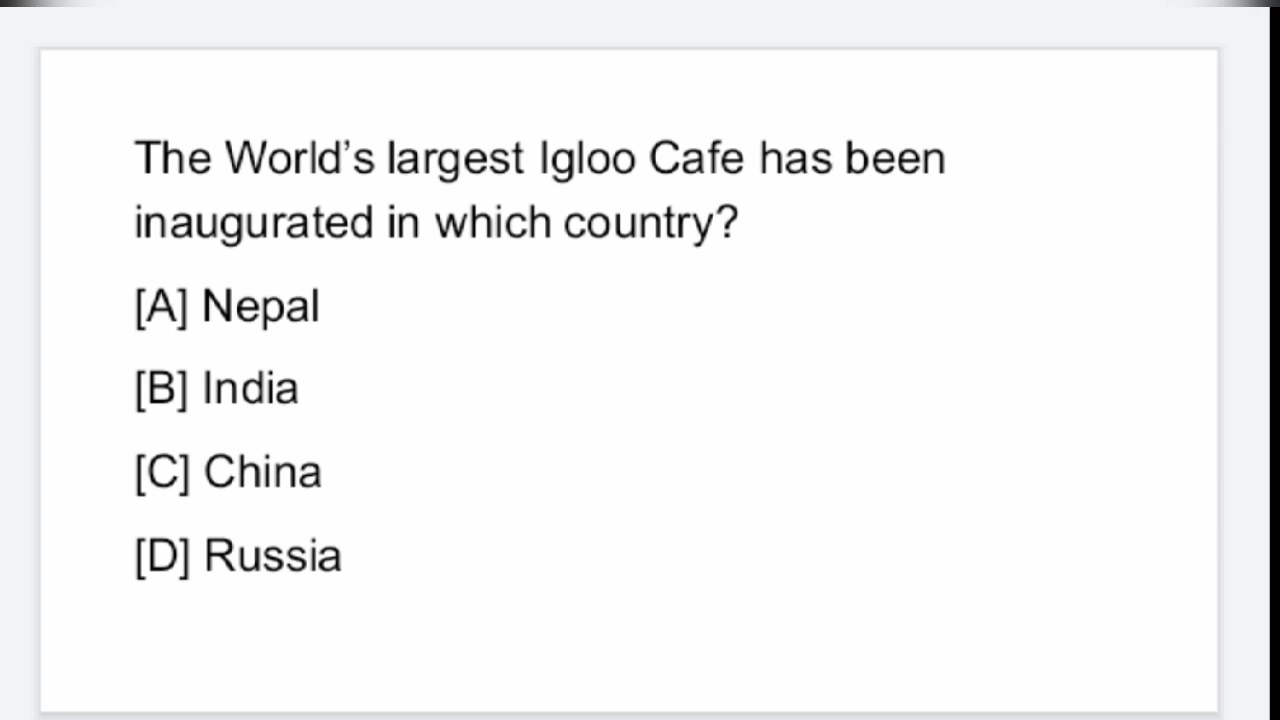 The World’s largest Igloo Cafe has been
inaugurated in which country?
[A] Nepal
[B] India
[C] China
[D] Russia